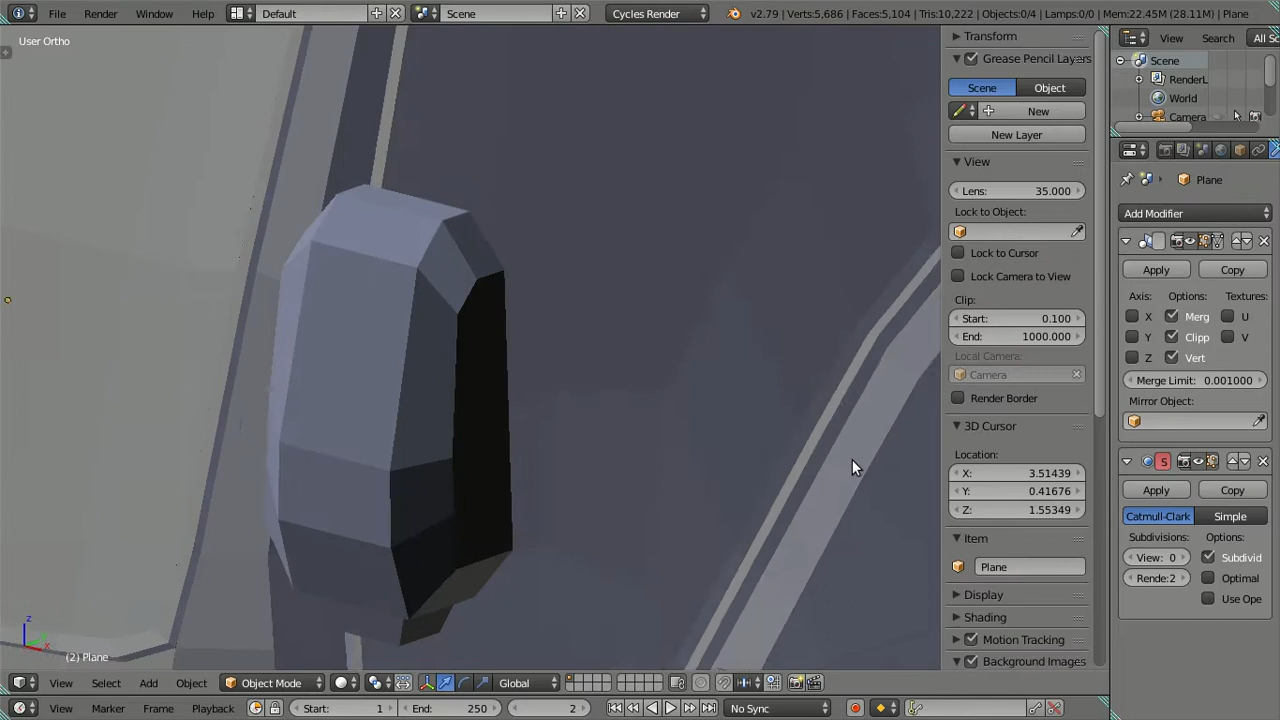 File Render Window Help Default Scene Cycles Render v2.79 | Verts:5,686 | Faces:5,104 | Tris:10,222 | Objects:0/4 | Lamps:0/0 | Mem:22.45M (28.11M) | Plane
User Ortho
Transform
Grease Pencil Layers
Scene Object
New
New Layer
View
Lens: 35.000
Lock to Object:
Lock to Cursor
Lock Camera to View
Clip:
Start: 0.100
End: 1000.000
Local Camera:
Camera
Render Border
3D Cursor
Location:
X: 3.51439
Y: 0.41676
Z: 1.55349
Item
Plane
Display
Shading
Motion Tracking
Background Images
View Search All Sc
Scene
RenderL
World
Camera
Plane
Add Modifier
Apply Copy
Axis: Options: Textures:
X Merg U
Y Clipp V
Z Vert
Merge Limit: 0.001000
Mirror Object:
S
Apply Copy
Catmull-Clark Simple
Subdivisions: Options:
View: 0 Subdivid
Rende:2 Optimal
Use Ope
z
y
x
(2) Plane
View Select Add Object Object Mode Global
View Marker Frame Playback Start: 1 End: 250 2 No Sync